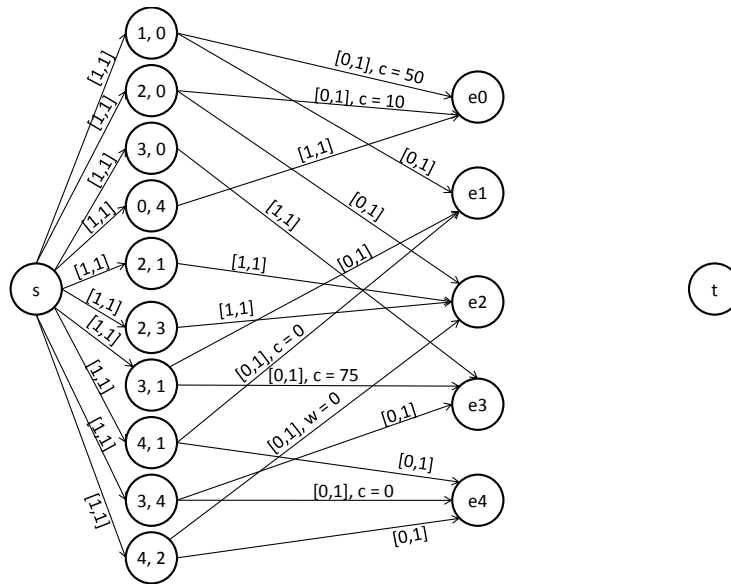 1, 0
[1,1]
[0,1], c = 50
2, 0
[1,1]
[0,1], c = 10
e0
3, 0
[1,1]
[1,1]
[0,1]
0, 4
[1,1]
[1,1]
[0,1]
e1
2, 1
[1,1]
[1,1]
[0,1]
s
t
e2
2, 3
[1,1]
[1,1]
3, 1
[1,1]
[0,1], c = 0
[0,1], c = 75
e3
4, 1
[1,1]
[0,1], w = 0
[0,1]
[0,1]
3, 4
[1,1]
[0,1], c = 0
e4
4, 2
[1,1]
[0,1]